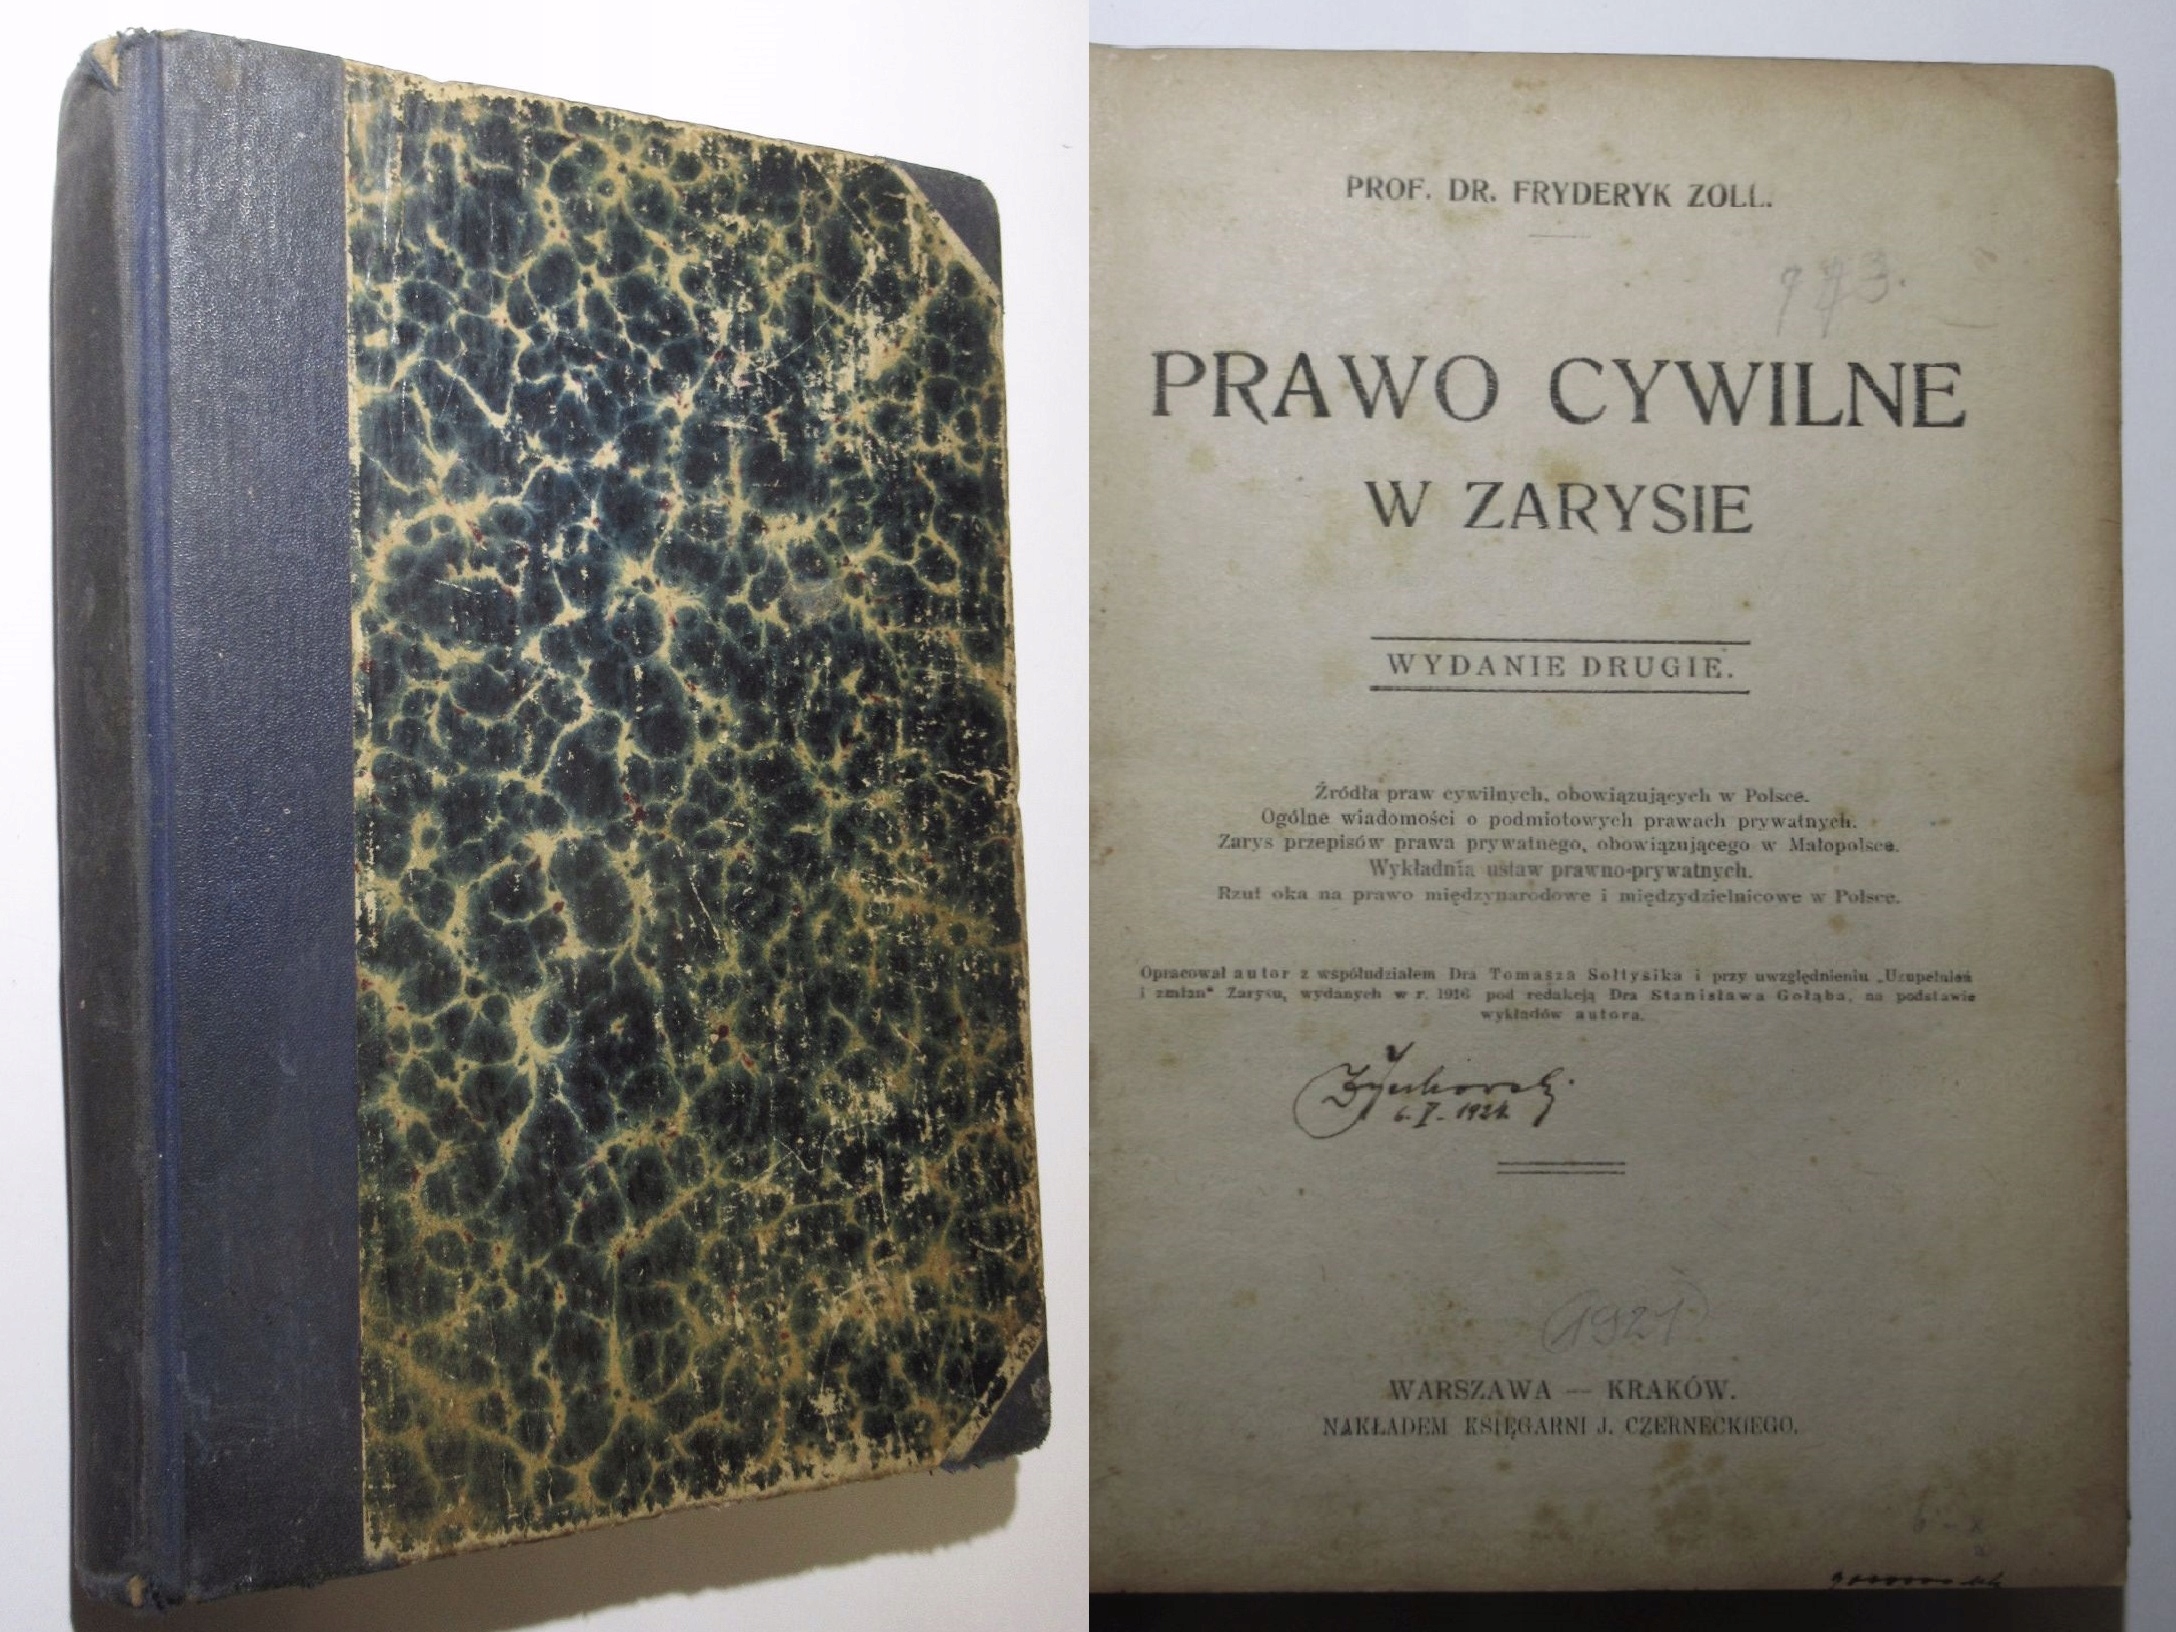 PROF. DR. FRYDERYK ZOLL.
773.
PRAWO CYWILNE
W ZARYSIE
WYDANIE DRUGIE.
Źródła praw cywilnych, obowiązujących w Polsce.
Ogólne wiadomości o podmiotowych prawach prywatnych.
Zarys przepisów prawa prywatnego, obowiązującego w Małopolsce.
Wykładnia ustaw prawno-prywatnych.
Rzut oka na prawo międzynarodowe i międzydzielnicowe w Polsce.
Opracował autor z współudziałem Dra Tomasza Sołtysika i przy uwzględnieniu „Uzupełnień
i zmian“ Zarysu, wydanych w r. 1916 pod redakcją Dra Stanisława Gołąba, na podstawie
wykładów autora.
(1921)
WARSZAWA — KRAKÓW.
NAKŁADEM KSIĘGARNI J. CZERNECKIEGO.